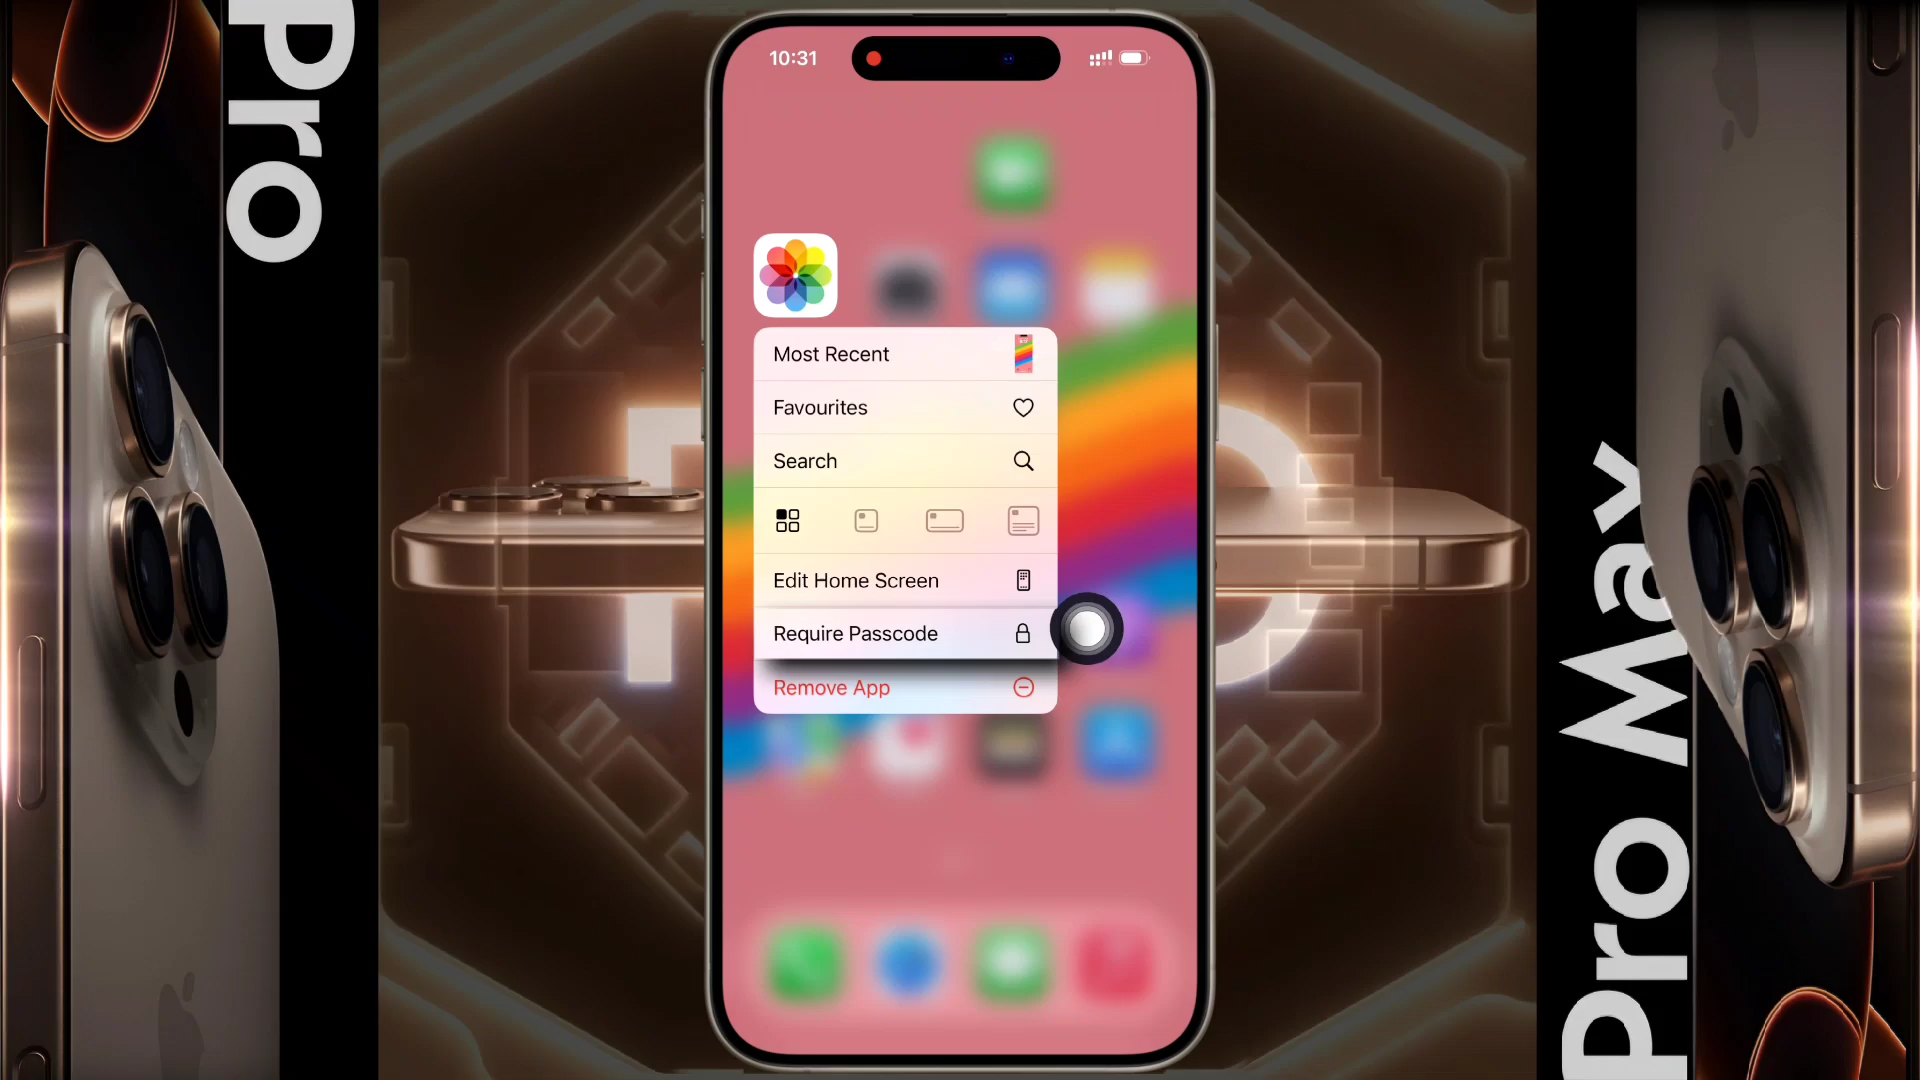 Pro
10:31
Most Recent
Favourites
Search
Edit Home Screen
Require Passcode
Remove App
Pro Max